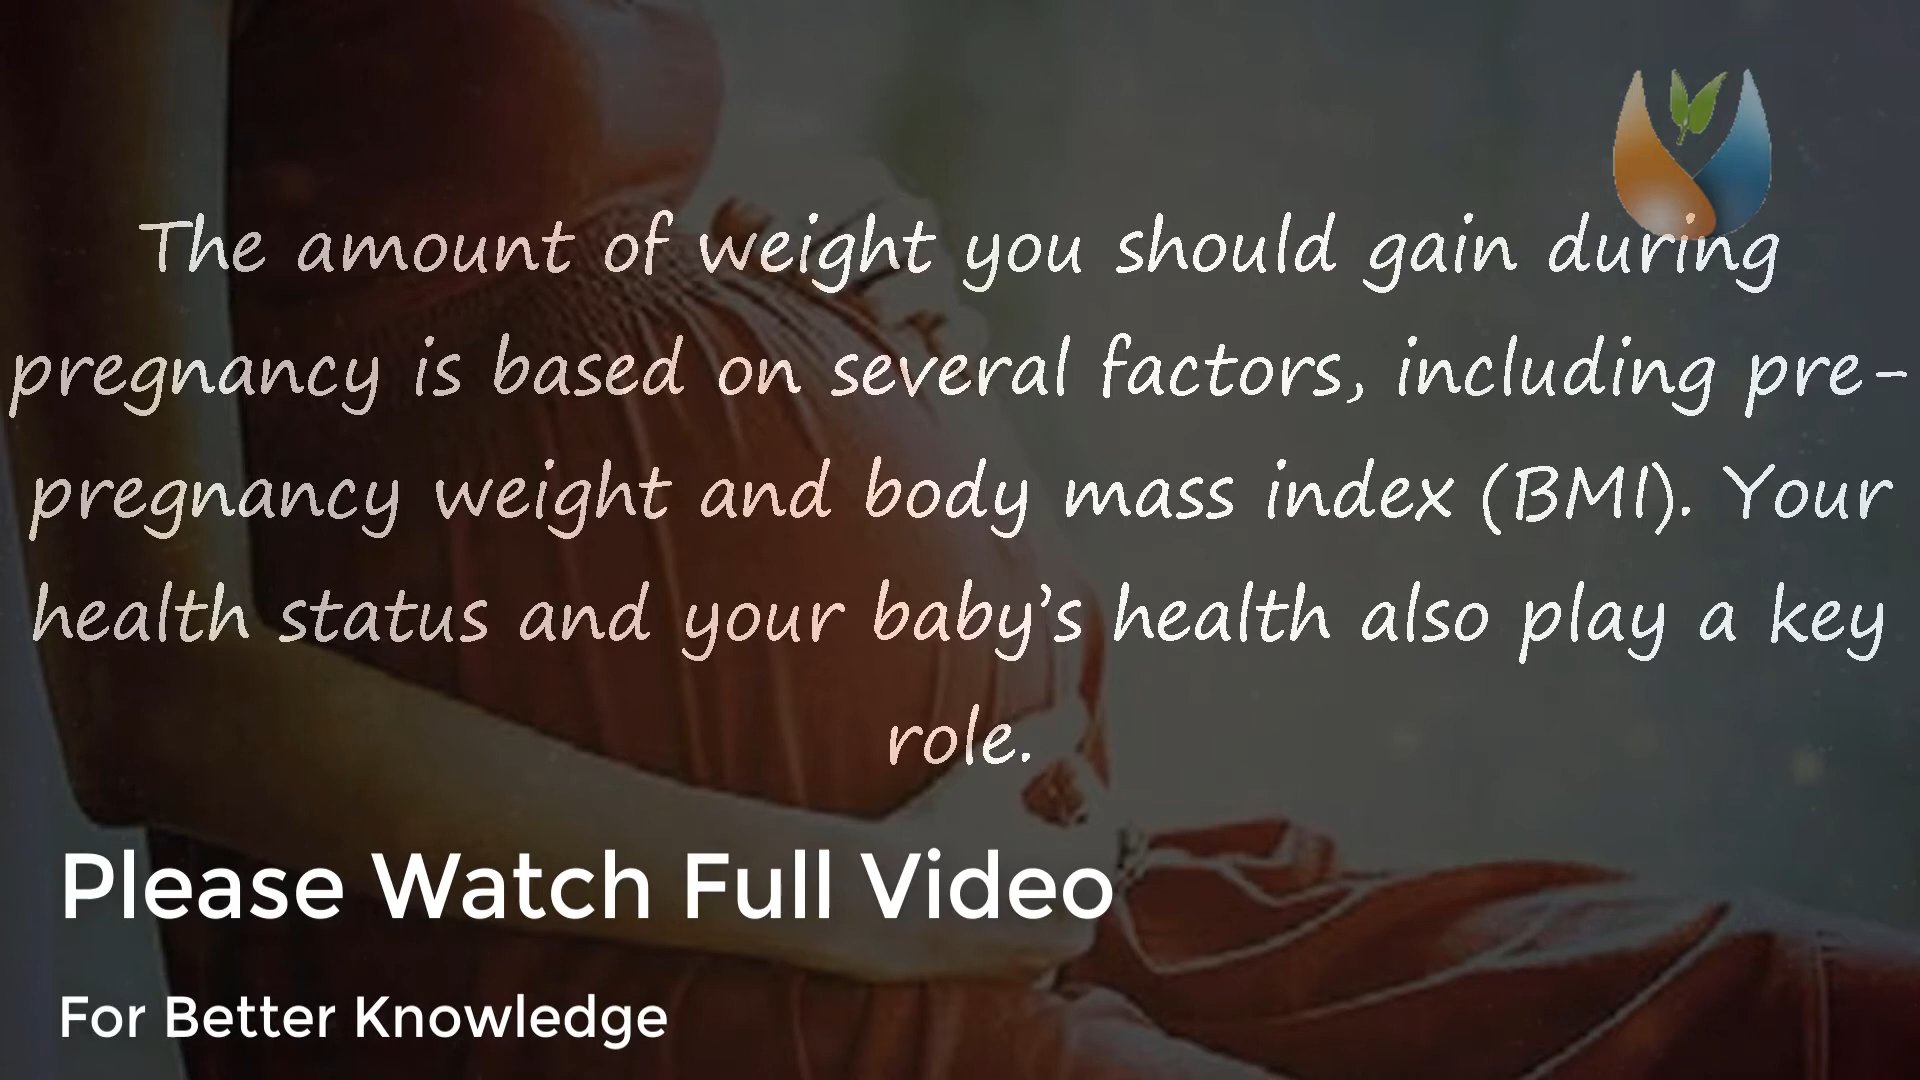 The amount of weight you should gain during
pregnancy is based on several factors, including pre-
pregnancy weight and body mass index (BMI). Your
health status and your baby’s health also play a key
role.
Please Watch Full Video
For Better Knowledge